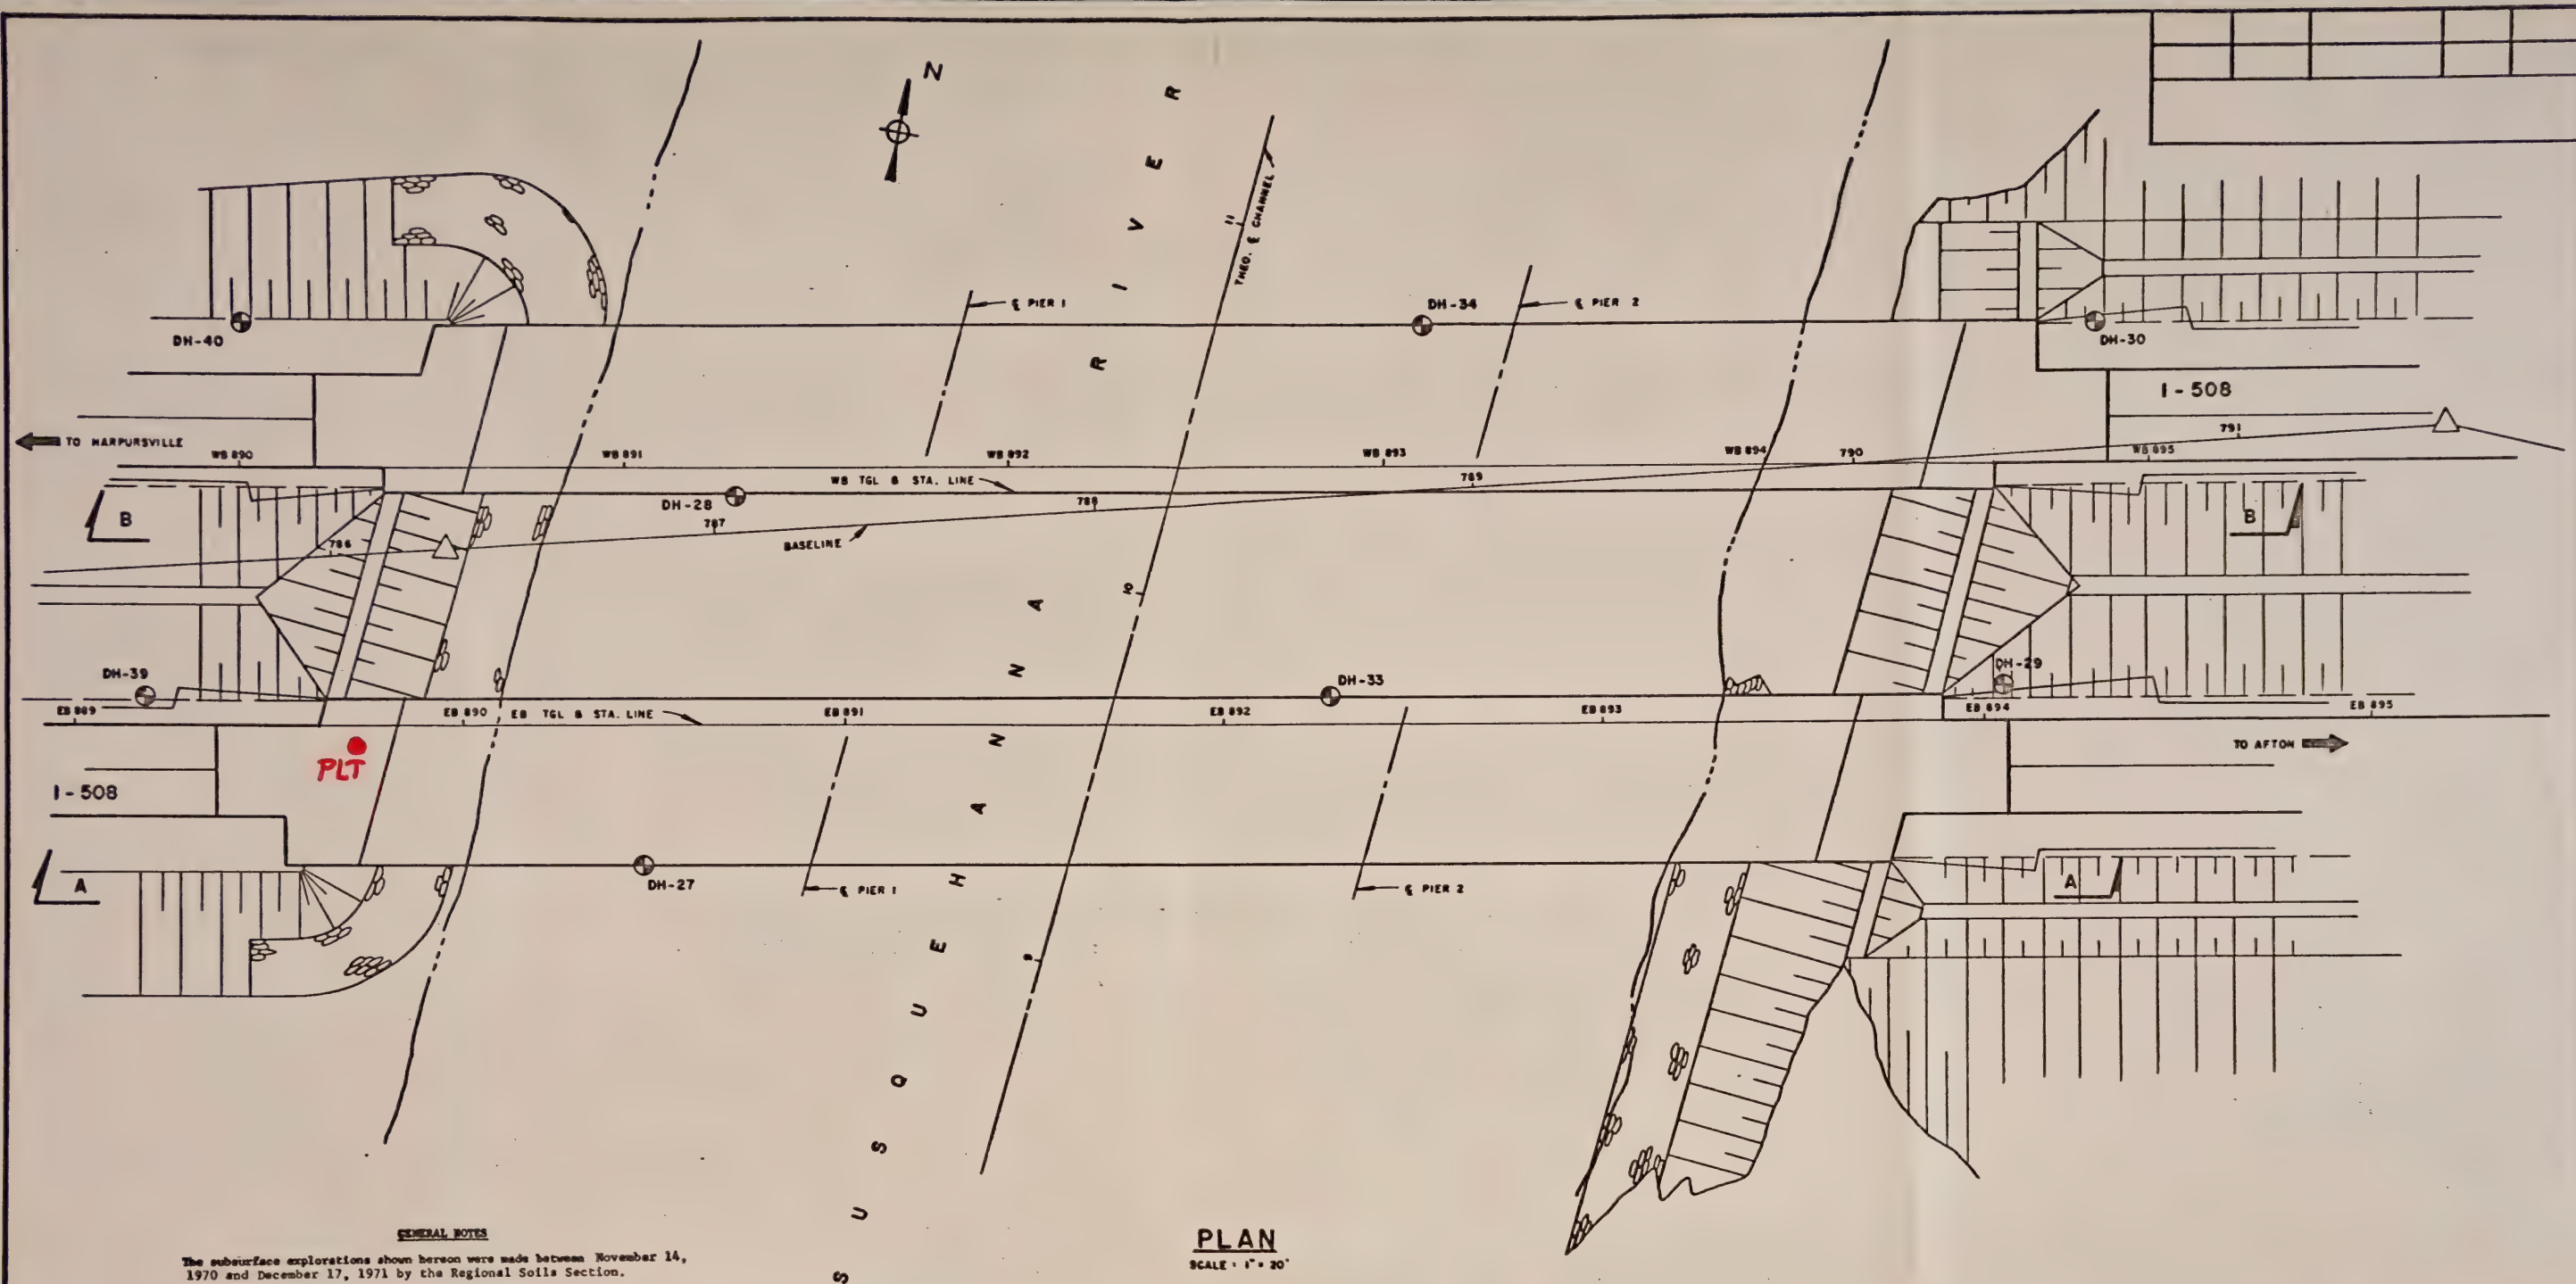 N
R
E
V
I
R
11
THEO. ℄ CHANNEL
℄ PIER 1
DH-34
℄ PIER 2
DH-40
DH-30
I-508
TO HARPURSVILLE
WB 890
WB 891
WB 892
WB 893
WB 894
790
791
WB 895
WB TGL & STA. LINE
789
788
DH-28
787
BASELINE
786
B
B
10
A
N
N
A
H
E
U
Q
S
U
S
DH-39
DH-33
DH-29
EB 889
EB 890
EB TGL & STA. LINE
EB 891
EB 892
EB 893
EB 894
EB 895
TO AFTON
PLT
I-508
A
DH-27
℄ PIER 1
℄ PIER 2
A
9
GENERAL NOTES
The subsurface explorations shown hereon were made between November 14,
1970 and December 17, 1971 by the Regional Soils Section.
PLAN
SCALE : 1" = 20'